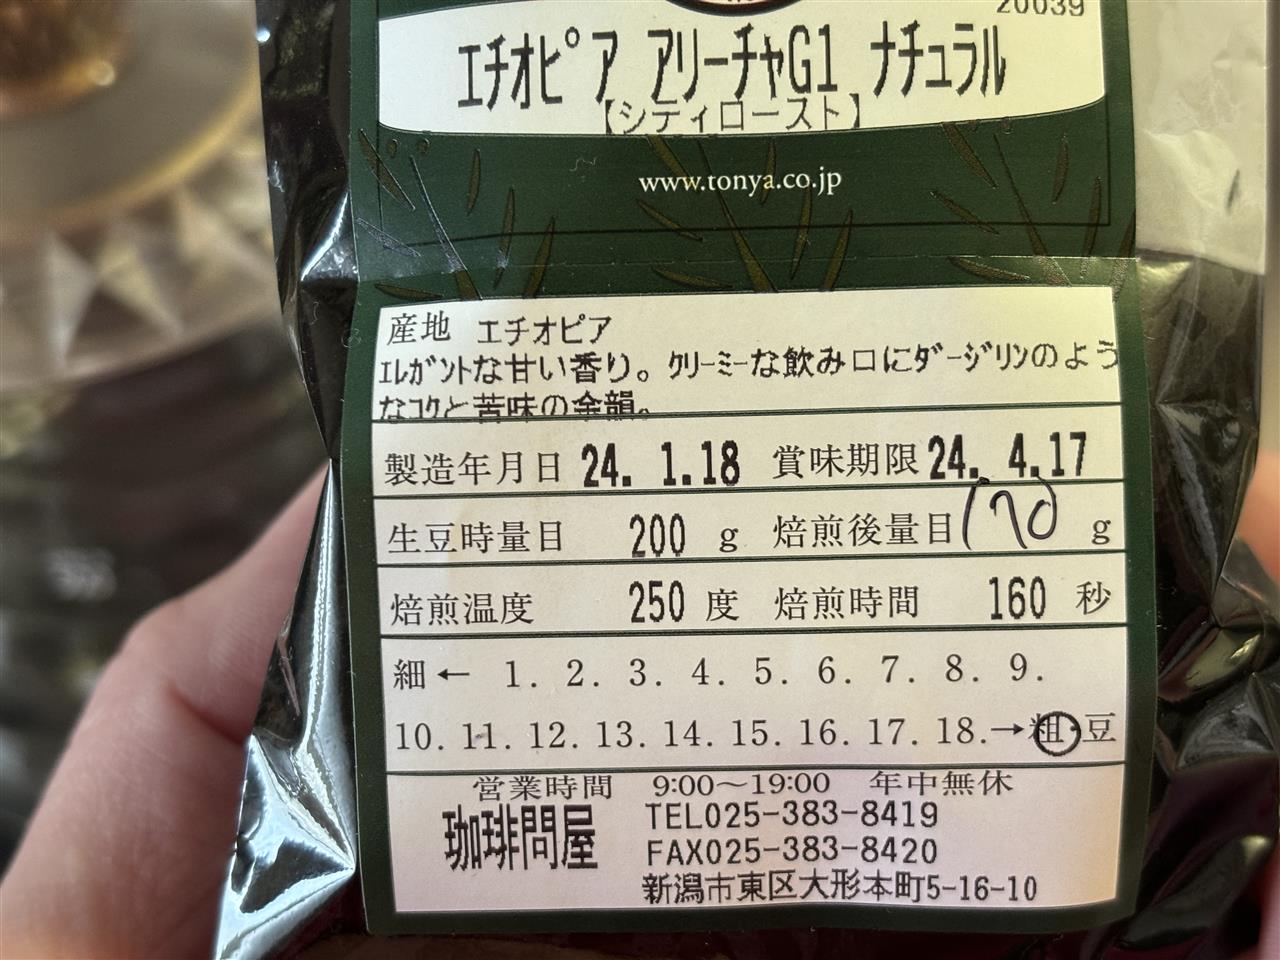 20039
エチオピア アリーチャG1 ナチュラル
【シティロースト】
www.tonya.co.jp
産地 エチオピア
エレガントな甘い香り。クリーミーな飲み口にダージリンのよう
なコクと苦味の余韻。
製造年月日 24. 1.18 賞味期限 24. 4.17
生豆時量目 200 g 焙煎後量目 170 g
焙煎温度 250 度 焙煎時間 160 秒
細← 1. 2. 3. 4. 5. 6. 7. 8. 9.
10. 11. 12. 13. 14. 15. 16. 17. 18.→粗・豆
営業時間 9:00～19:00 年中無休
珈琲問屋 TEL025-383-8419
FAX025-383-8420
新潟市東区大形本町5-16-10